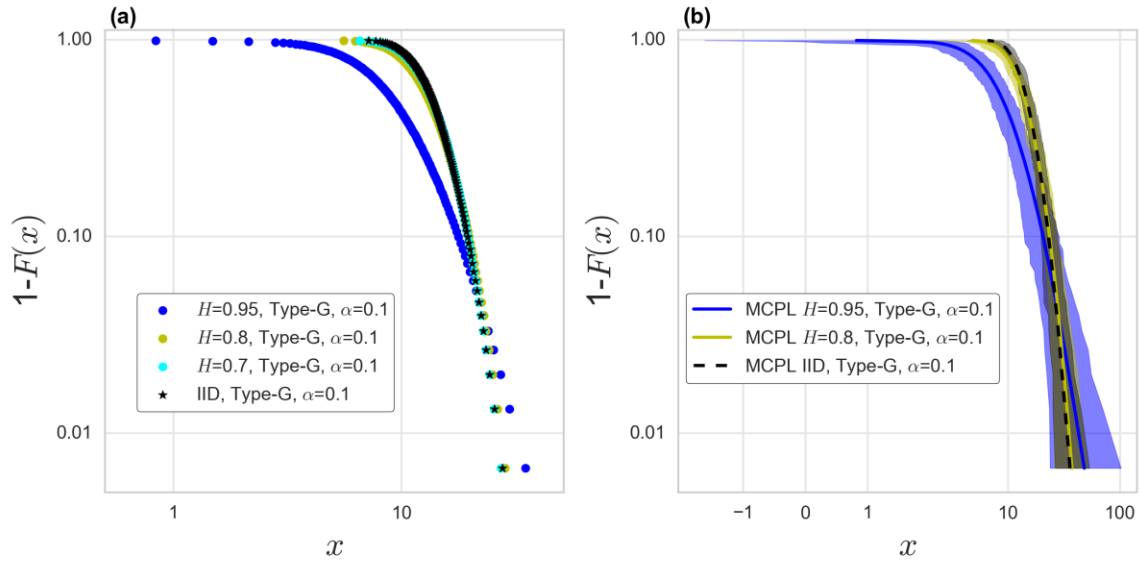 (a)
1.00
0.10
0.01
1-F(x)
H=0.95, Type-G, α=0.1
H=0.8, Type-G, α=0.1
H=0.7, Type-G, α=0.1
IID, Type-G, α=0.1
1
10
x
(b)
1.00
0.10
0.01
1-F(x)
MCPL H=0.95, Type-G, α=0.1
MCPL H=0.8, Type-G, α=0.1
MCPL IID, Type-G, α=0.1
−1
0
1
10
100
x